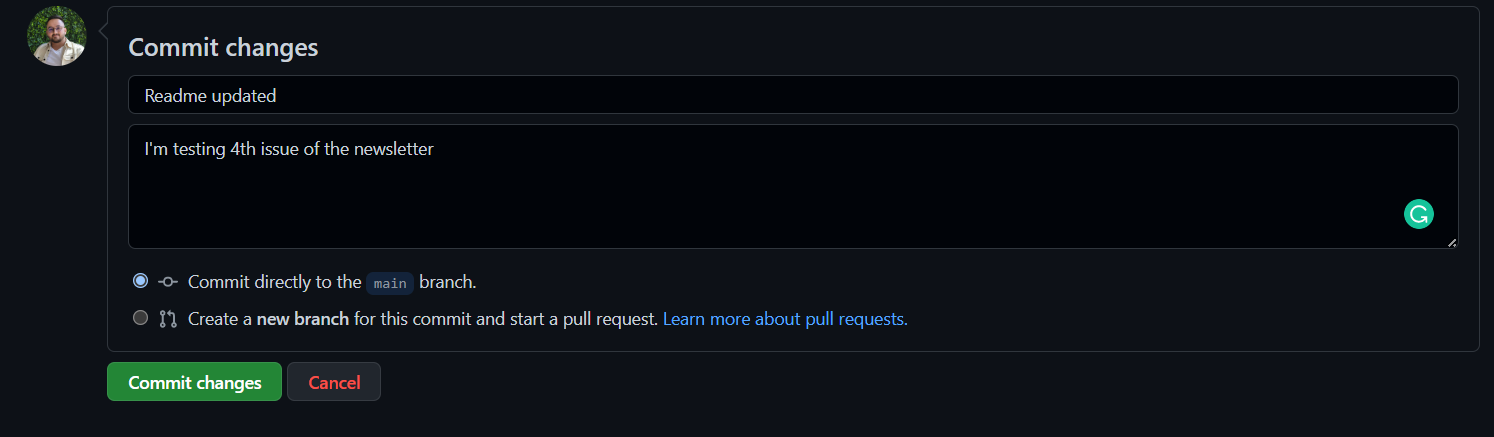 Commit changes
Readme updated
I'm testing 4th issue of the newsletter
Commit directly to the main branch.
Create a new branch for this commit and start a pull request. Learn more about pull requests.
Commit changes Cancel